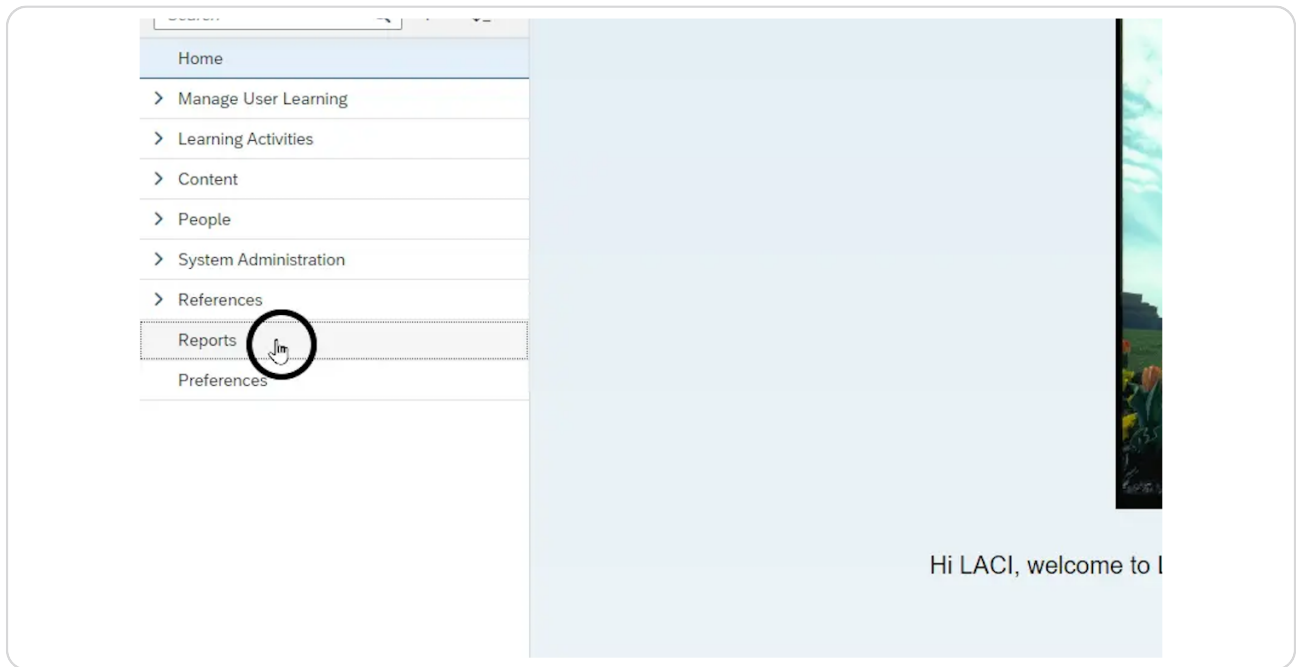 Home
Manage User Learning
Learning Activities
Content
People
System Administration
References
Reports
Preferences
Hi LACI, welcome to